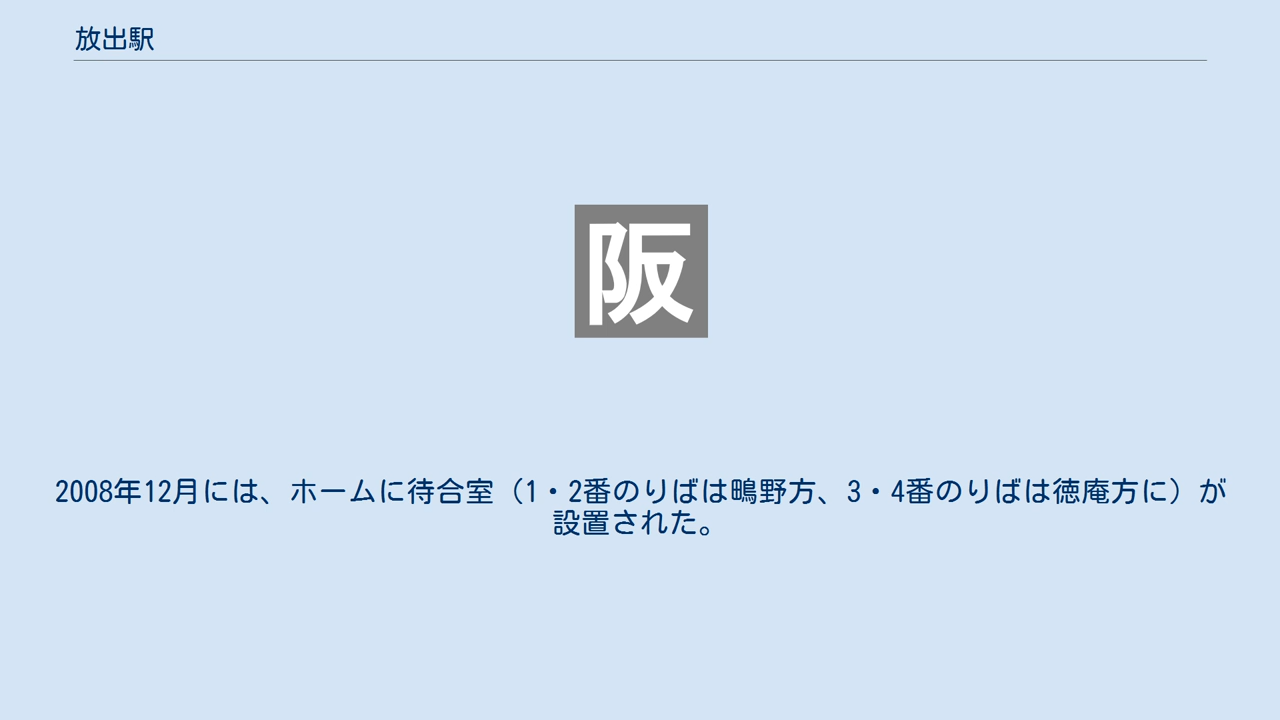 放出駅
阪
2008年12月には、ホームに待合室（1・2番のりばは鴫野方、3・4番のりばは徳庵方に）が
設置された。